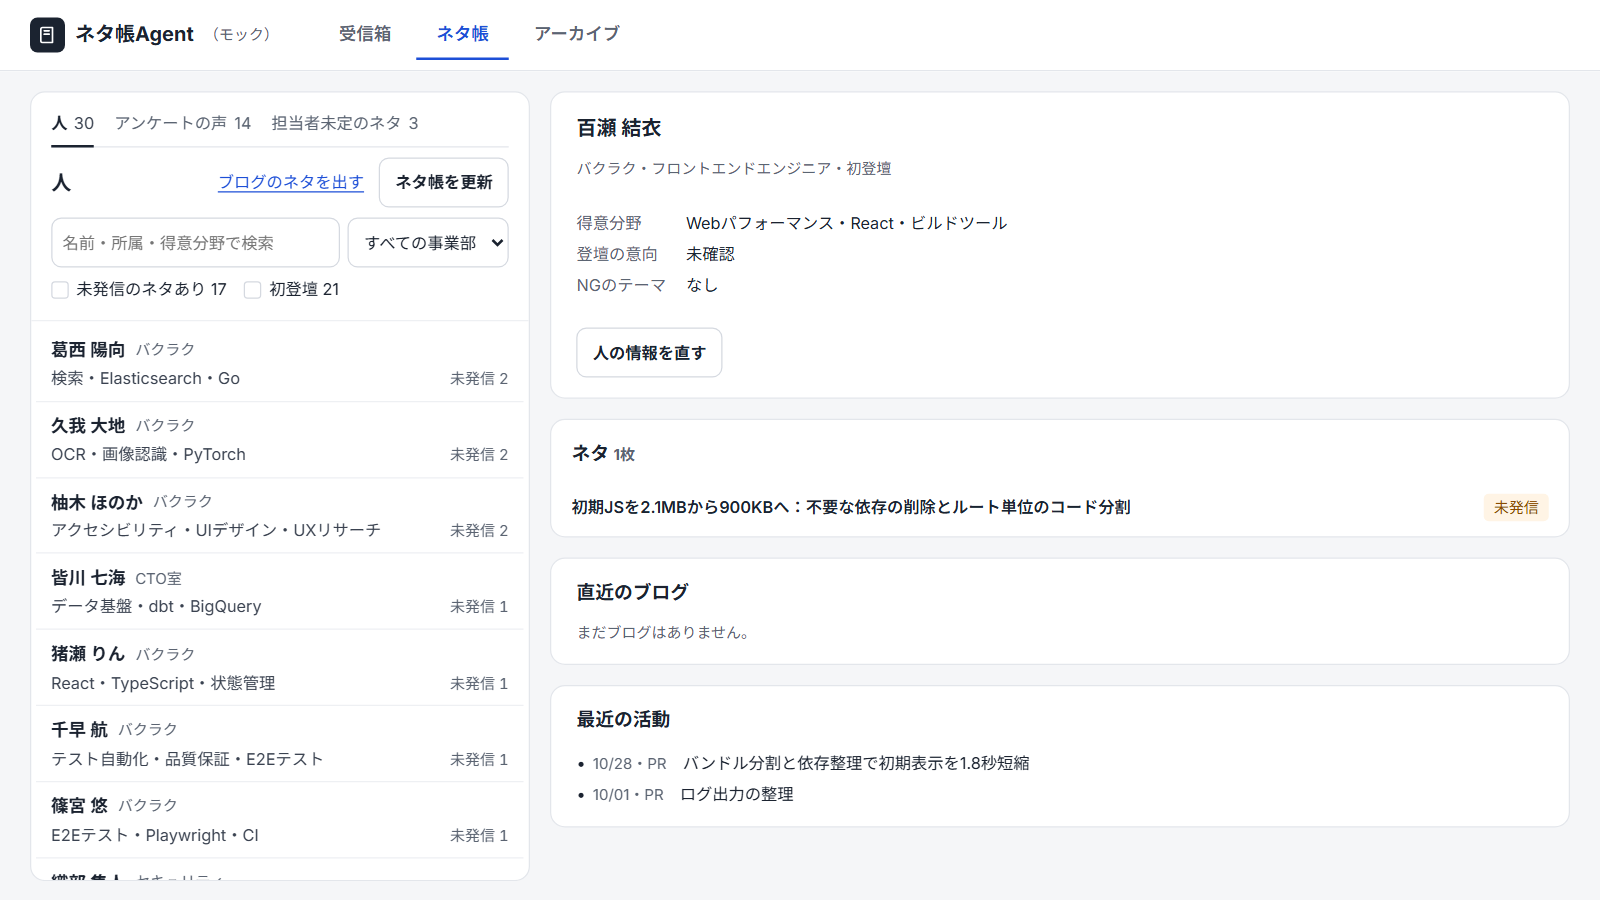 ネタ帳Agent （モック） 受信箱 ネタ帳 アーカイブ
人 30 アンケートの声 14 担当者未定のネタ 3
人 ブログのネタを出す ネタ帳を更新
名前・所属・得意分野で検索 すべての事業部
未発信のネタあり 17 初登壇 21
葛西 陽向 バクラク
検索・Elasticsearch・Go 未発信 2
久我 大地 バクラク
OCR・画像認識・PyTorch 未発信 2
柚木 ほのか バクラク
アクセシビリティ・UIデザイン・UXリサーチ 未発信 2
皆川 七海 CTO室
データ基盤・dbt・BigQuery 未発信 1
猪瀬 りん バクラク
React・TypeScript・状態管理 未発信 1
千早 航 バクラク
テスト自動化・品質保証・E2Eテスト 未発信 1
篠宮 悠 バクラク
E2Eテスト・Playwright・CI 未発信 1
百瀬 結衣
バクラク・フロントエンドエンジニア・初登壇
得意分野 Webパフォーマンス・React・ビルドツール
登壇の意向 未確認
NGのテーマ なし
人の情報を直す
ネタ 1枚
初期JSを2.1MBから900KBへ：不要な依存の削除とルート単位のコード分割 未発信
直近のブログ
まだブログはありません。
最近の活動
• 10/28・PR バンドル分割と依存整理で初期表示を1.8秒短縮
• 10/01・PR ログ出力の整理